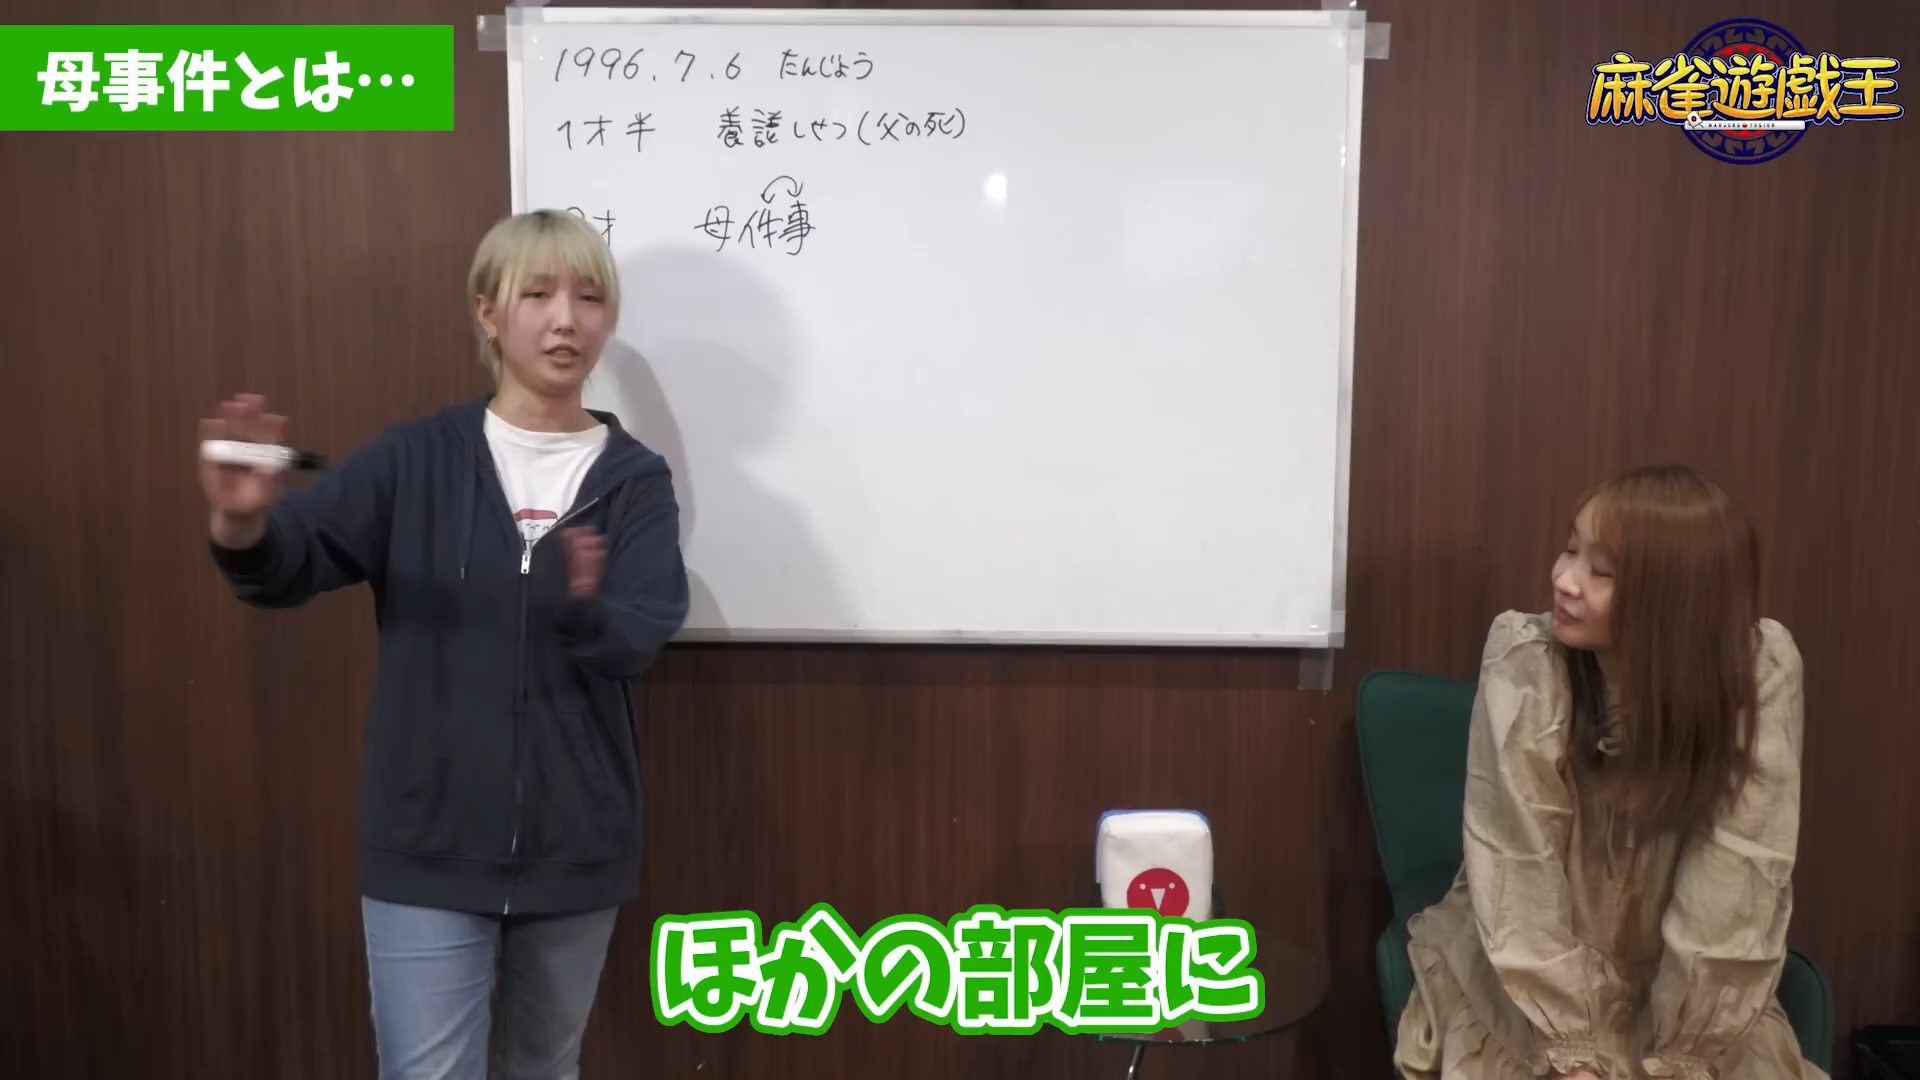 母事件とは…
麻雀遊戯王
1996.7.6 たんじょう
1才半 養護しせつ(父の死)
才 母件事
ほかの部屋に